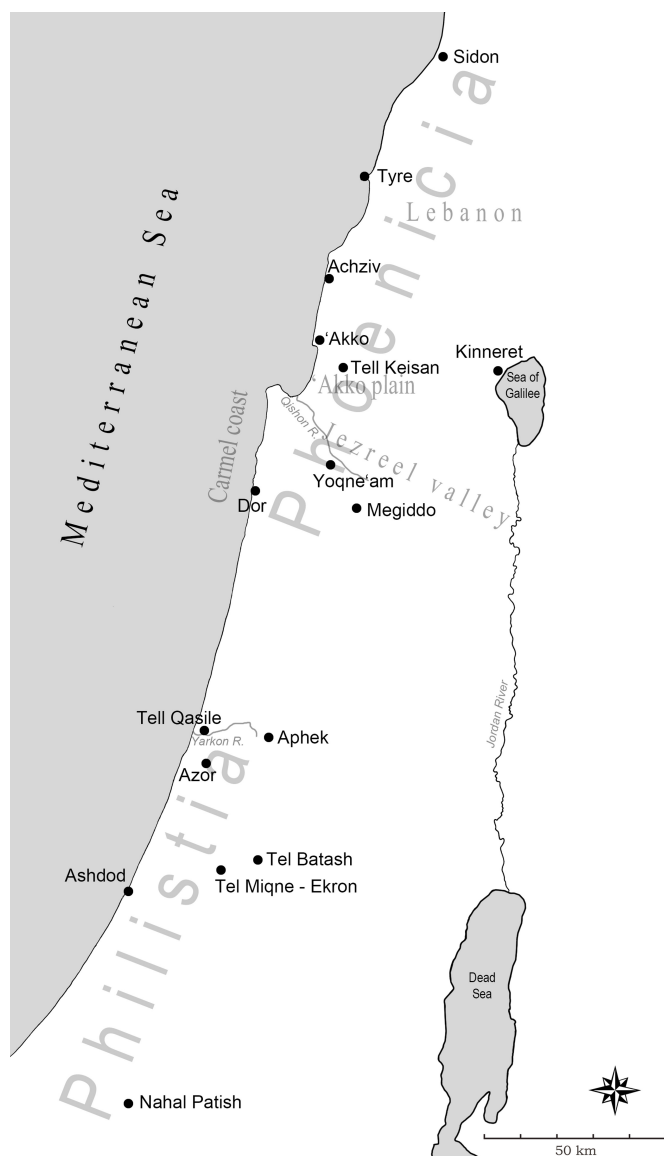 Sidon
Phoenicia
Tyre
Lebanon
Mediterranean Sea
Achziv
‘Akko
Tell Keisan
Kinneret
Sea of
Galilee
‘Akko plain
Carmel coast
Qishon R.
Jezreel valley
Yoqne‘am
Dor
Megiddo
Jordan River
Tell Qasile
Yarkon R.
Aphek
Azor
Philistia
Tel Batash
Ashdod
Tel Miqne - Ekron
Dead
Sea
Nahal Patish
50 km